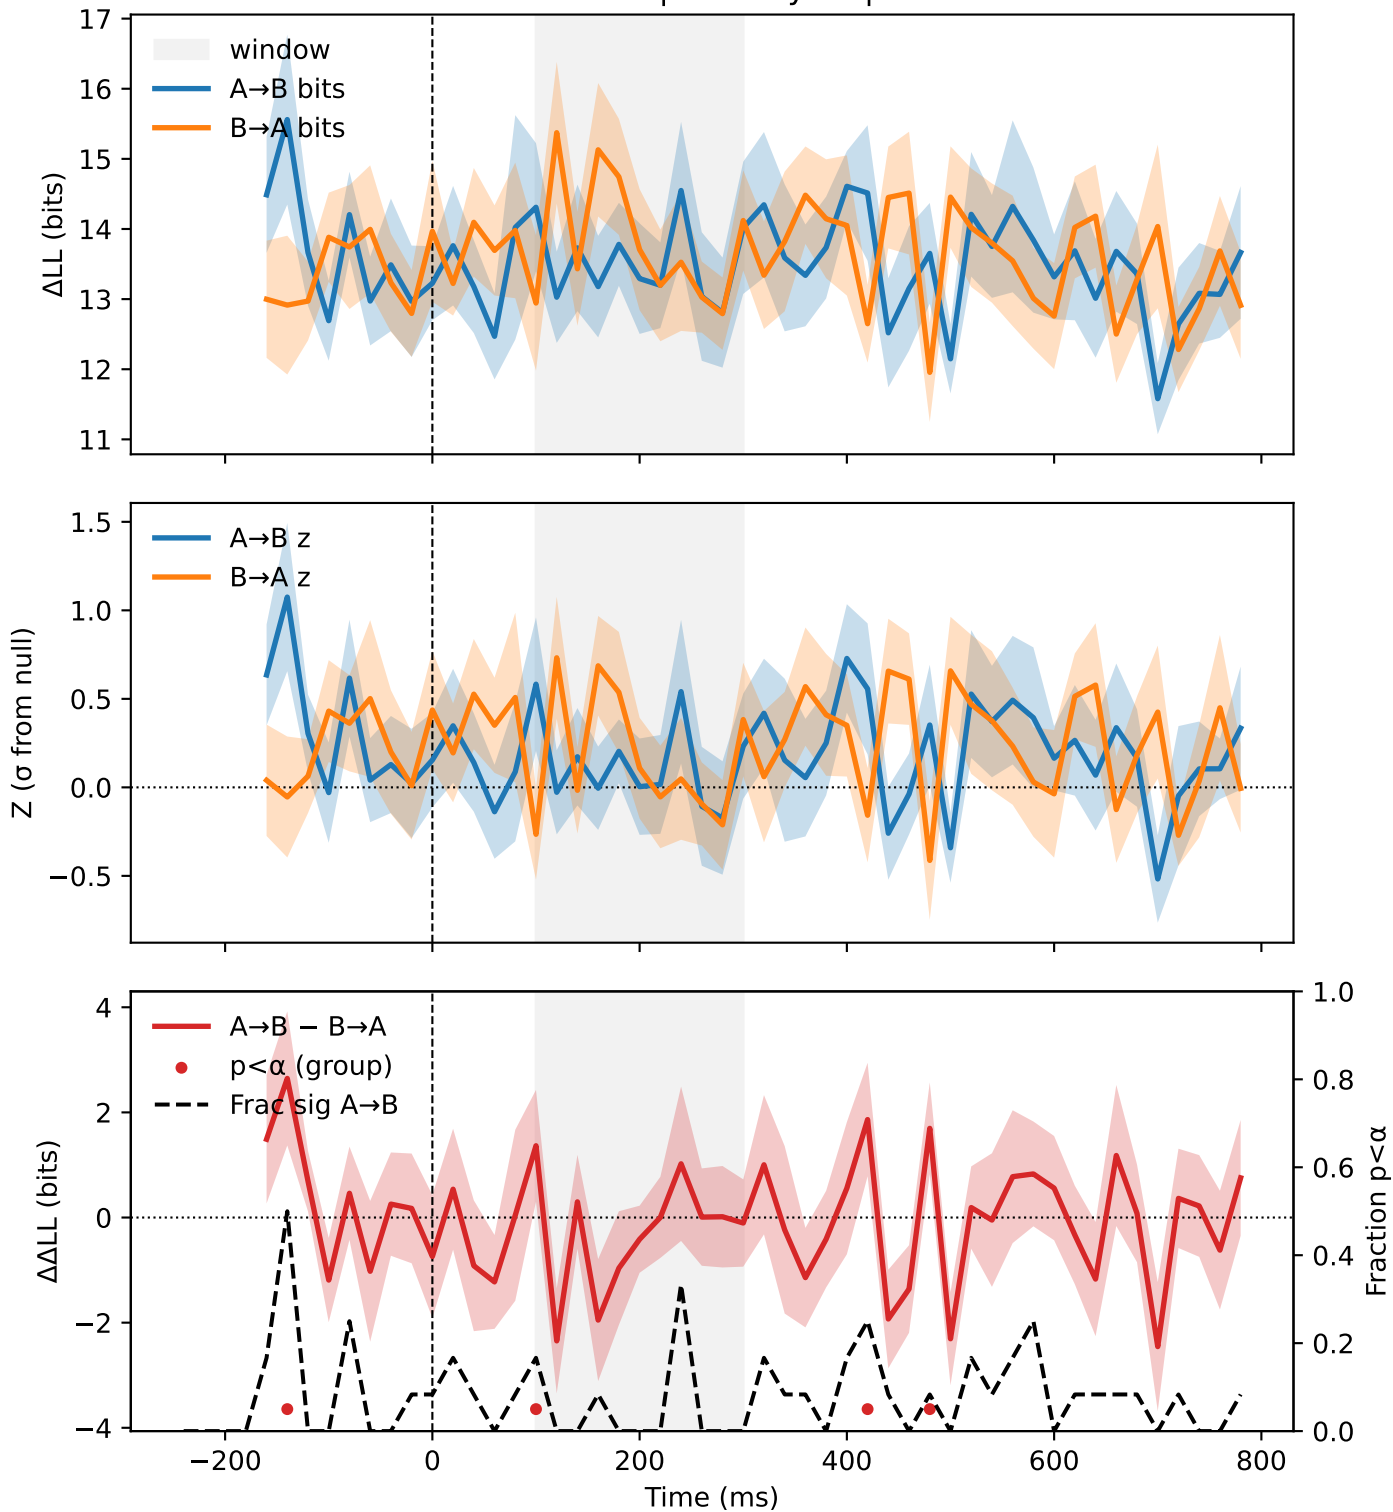 17
16
15
14
13
12
11
ΔLL (bits)
window
A→B bits
B→A bits
1.5
1.0
0.5
0.0
−0.5
Z (σ from null)
A→B z
B→A z
4
2
0
−2
−4
ΔΔLL (bits)
A→B − B→A
p<α (group)
Frac sig A→B
1.0
0.8
0.6
0.4
0.2
0.0
Fraction p<α
−200
0
200
400
600
800
Time (ms)